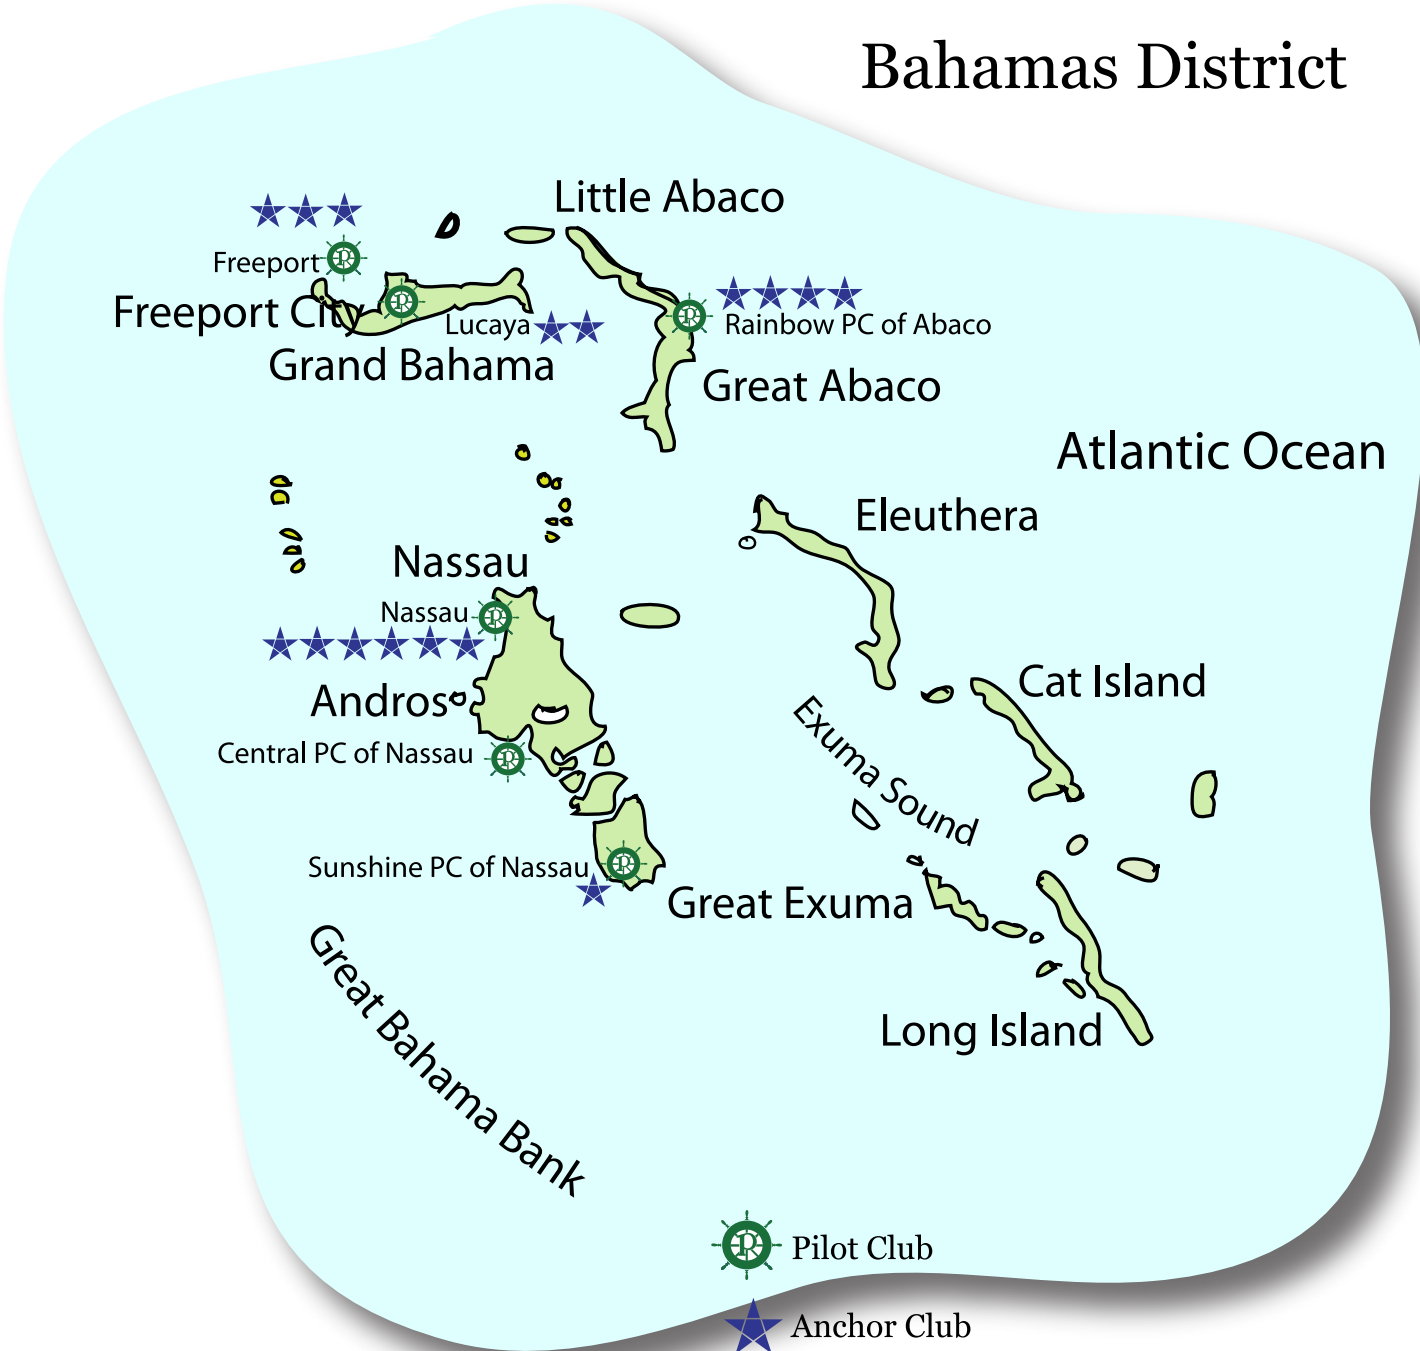 Bahamas District
Little Abaco
Freeport
Freeport City
Lucaya
Rainbow PC of Abaco
Grand Bahama
Great Abaco
Atlantic Ocean
Eleuthera
Nassau
Nassau
Andros
Cat Island
Exuma Sound
Central PC of Nassau
Sunshine PC of Nassau
Great Exuma
Great Bahama Bank
Long Island
Pilot Club
Anchor Club